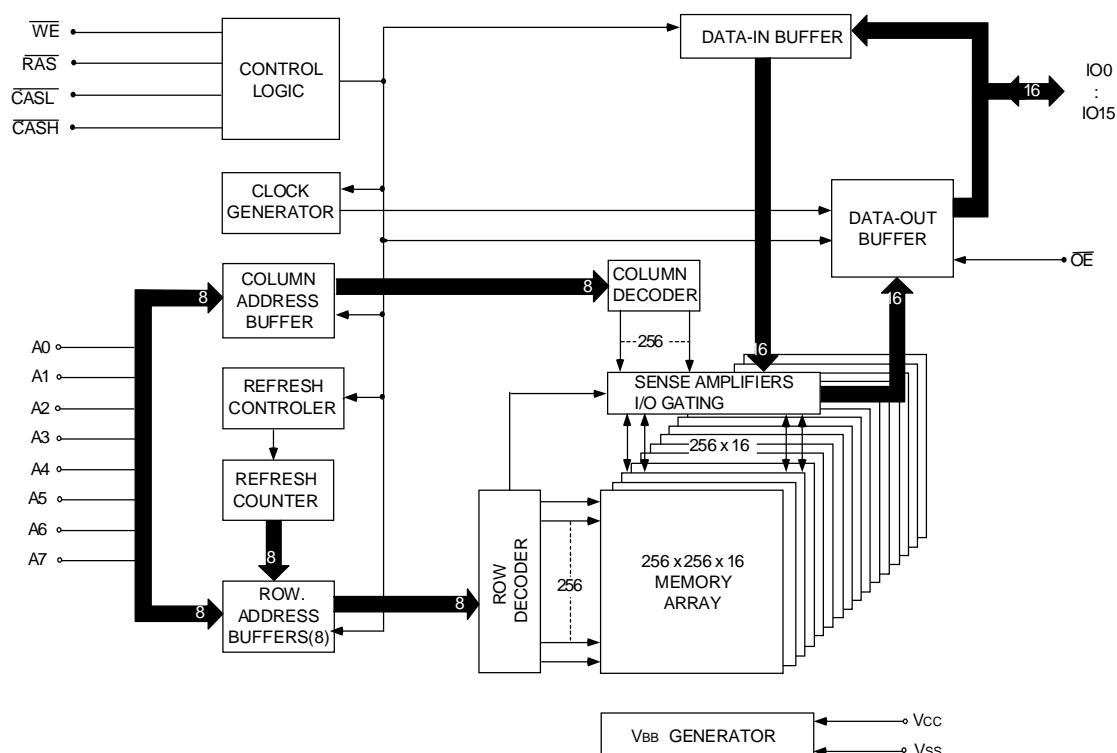 WE
RAS
CASL
CASH
CONTROL
LOGIC
DATA-IN BUFFER
16
IO0
:
IO15
CLOCK
GENERATOR
DATA-OUT
BUFFER
OE
COLUMN
ADDRESS
BUFFER
8
8
COLUMN
DECODER
256
16
16
A0
A1
A2
A3
A4
A5
A6
A7
REFRESH
CONTROLER
SENSE AMPLIFIERS
I/O GATING
256 x 16
REFRESH
COUNTER
8
8
ROW.
ADDRESS
BUFFERS(8)
8
ROW
DECODER
256
256 x 256 x 16
MEMORY
ARRAY
VBB GENERATOR
VCC
VSS